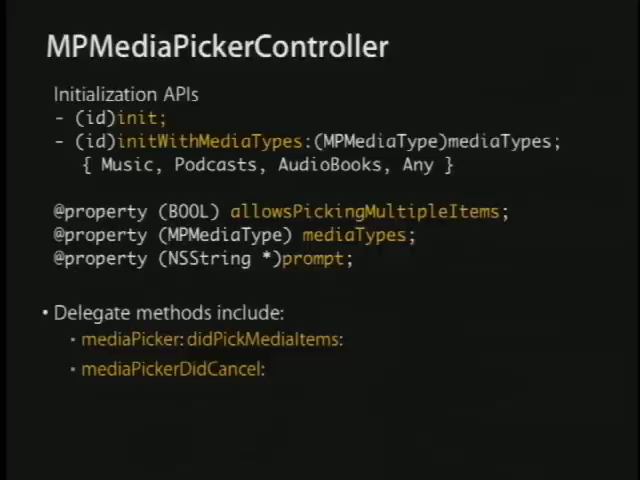 MPMediaPickerController
Initialization APIs
- (id)init;
- (id)initWithMediaTypes:(MPMediaType)mediaTypes;
{ Music, Podcasts, AudioBooks, Any }
@property (BOOL) allowsPickingMultipleItems;
@property (MPMediaType) mediaTypes;
@property (NSString *)prompt;
• Delegate methods include:
▪ mediaPicker: didPickMediaItems:
▪ mediaPickerDidCancel: